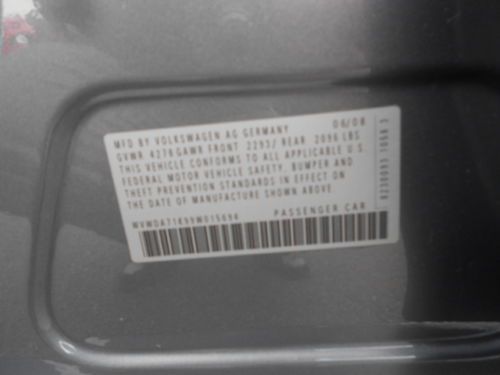 MFD BY VOLKSWAGEN AG GERMANY 06/08
GVWR 4278 GAWR FRONT 2293/ REAR 2096 LBS
THIS VEHICLE CONFORMS TO ALL APPLICABLE U.S.
FEDERAL MOTOR VEHICLE SAFETY, BUMPER AND
THEFT PREVENTION STANDARDS IN EFFECT ON
THE DATE OF MANUFACTURE SHOWN ABOVE.
PASSENGER CAR